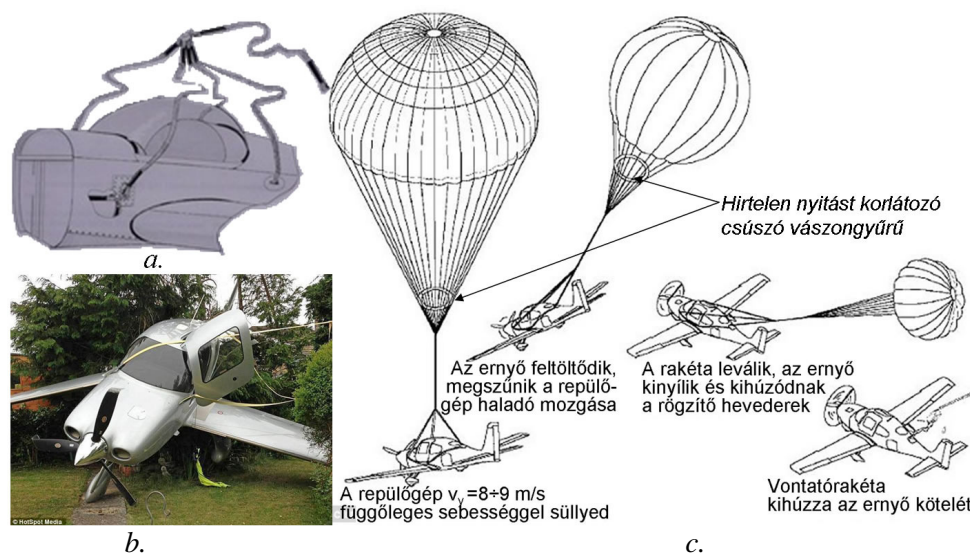 a.
Hirtelen nyitást korlátozó
csúszó vászongyűrű
Az ernyő feltöltődik,
megszűnik a repülő-
gép haladó mozgása
A rakéta leválik, az ernyő
kinyílik és kihúzódnak
a rögzítő hevederek
Vontatórakéta
kihúzza az ernyő kötelét
A repülőgép vᵧ=8÷9 m/s
függőleges sebességgel süllyed
© HotSpot Media
b.
c.